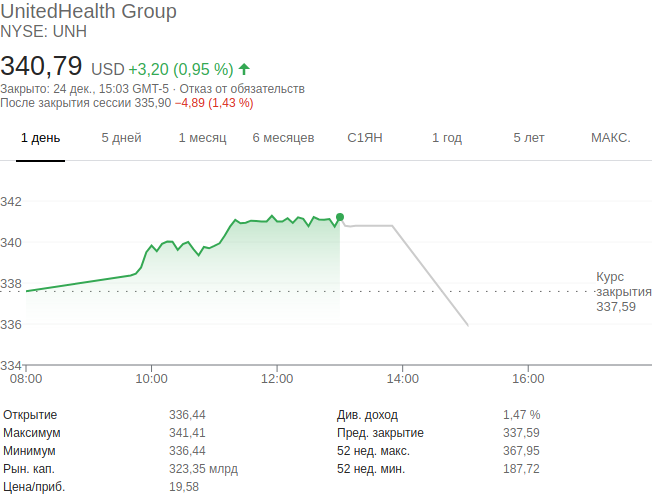 UnitedHealth Group
NYSE: UNH
340,79 USD +3,20 (0,95 %)
Закрыто: 24 дек., 15:03 GMT-5 · Отказ от обязательств
После закрытия сессии 335,90 −4,89 (1,43 %)
1 день 5 дней 1 месяц 6 месяцев С1ЯН 1 год 5 лет МАКС.
342
340
338
336
334
Курс
закрытия
337,59
08:00 10:00 12:00 14:00 16:00
Открытие 336,44 Див. доход 1,47 %
Максимум 341,41 Пред. закрытие 337,59
Минимум 336,44 52 нед. макс. 367,95
Рын. кап. 323,35 млрд 52 нед. мин. 187,72
Цена/приб. 19,58